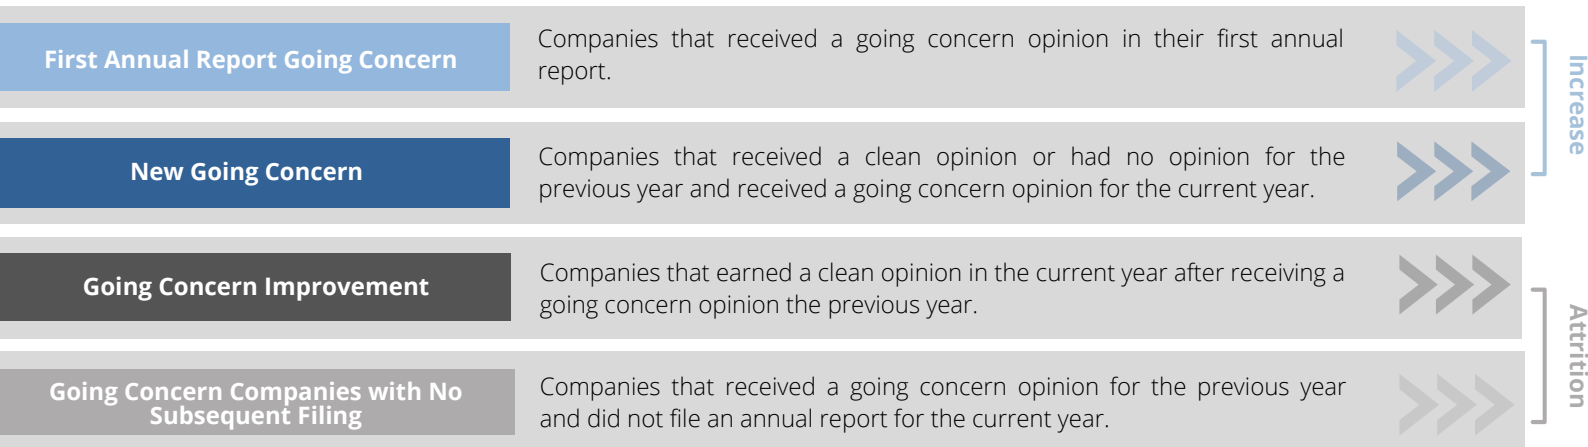 First Annual Report Going Concern
Companies that received a going concern opinion in their first annual
report.
Increase
New Going Concern
Companies that received a clean opinion or had no opinion for the
previous year and received a going concern opinion for the current year.
Going Concern Improvement
Companies that earned a clean opinion in the current year after receiving a
going concern opinion the previous year.
Attrition
Going Concern Companies with No
Subsequent Filing
Companies that received a going concern opinion for the previous year
and did not file an annual report for the current year.